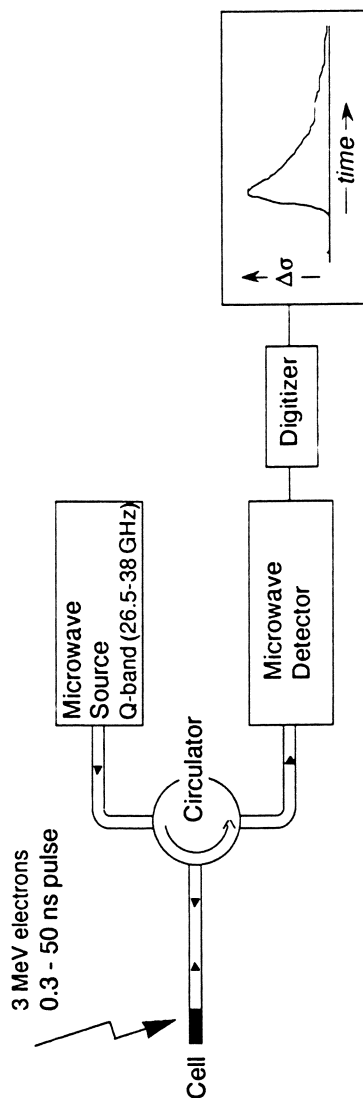 3 MeV electrons
0.3 - 50 ns pulse
Cell
Circulator
Microwave
Source
Q-band (26.5-38 GHz)
Microwave
Detector
Digitizer
Δσ
time